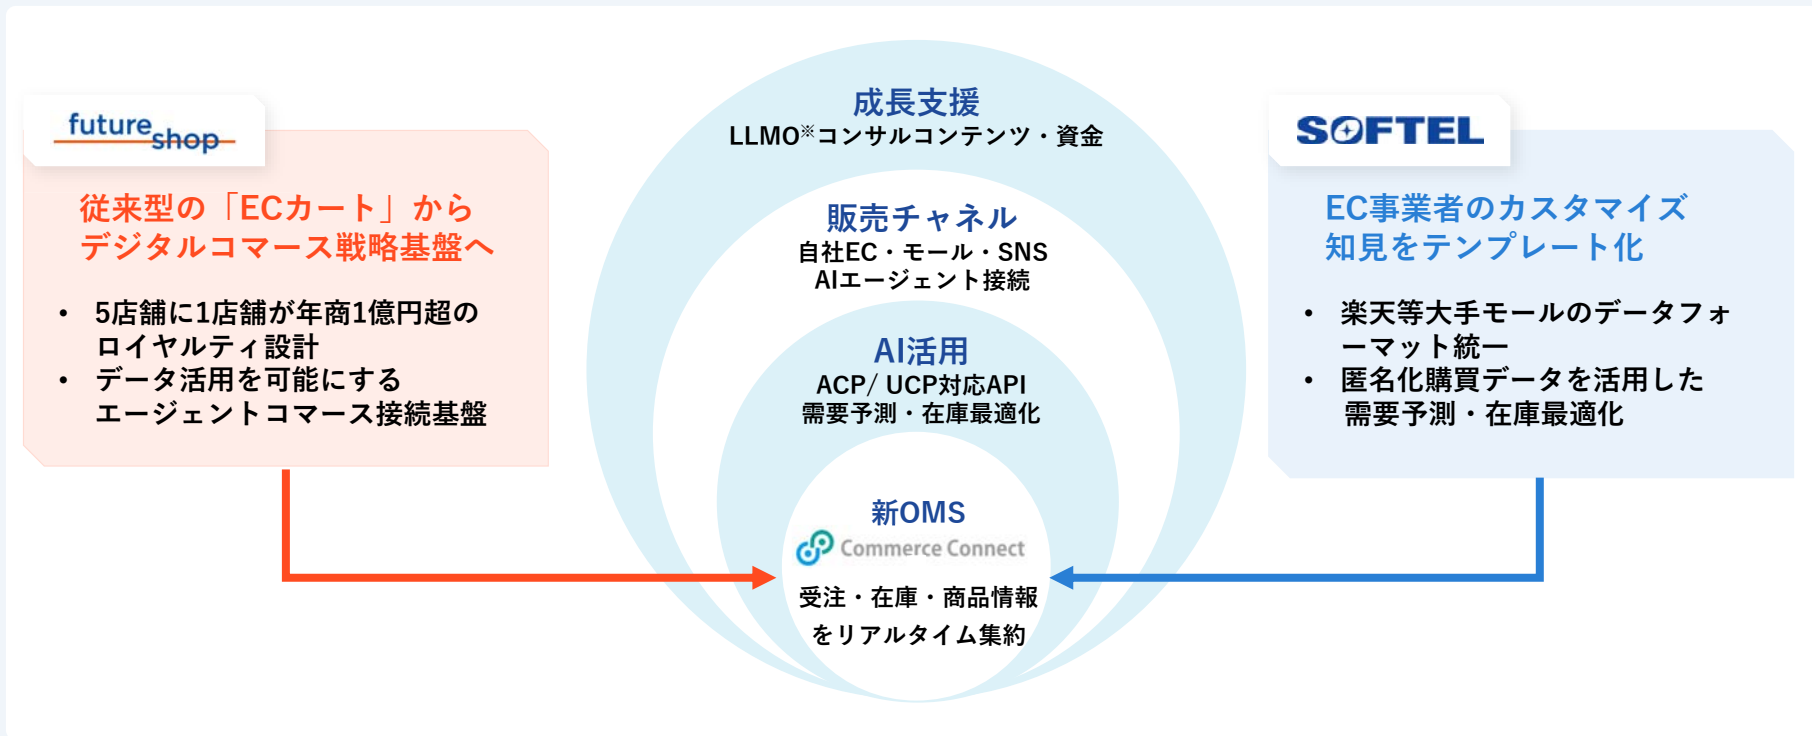 future
shop
従来型の「ECカート」から
デジタルコマース戦略基盤へ
• 5店舗に1店舗が年商1億円超の
ロイヤルティ設計
• データ活用を可能にする
エージェントコマース接続基盤
成長支援
LLMO※コンサルコンテンツ・資金
販売チャネル
自社EC・モール・SNS
AIエージェント接続
AI活用
ACP/ UCP対応API
需要予測・在庫最適化
新OMS
Commerce Connect
受注・在庫・商品情報
をリアルタイム集約
SOFTEL
EC事業者のカスタマイズ
知見をテンプレート化
• 楽天等大手モールのデータフォ
ーマット統一
• 匿名化購買データを活用した
需要予測・在庫最適化